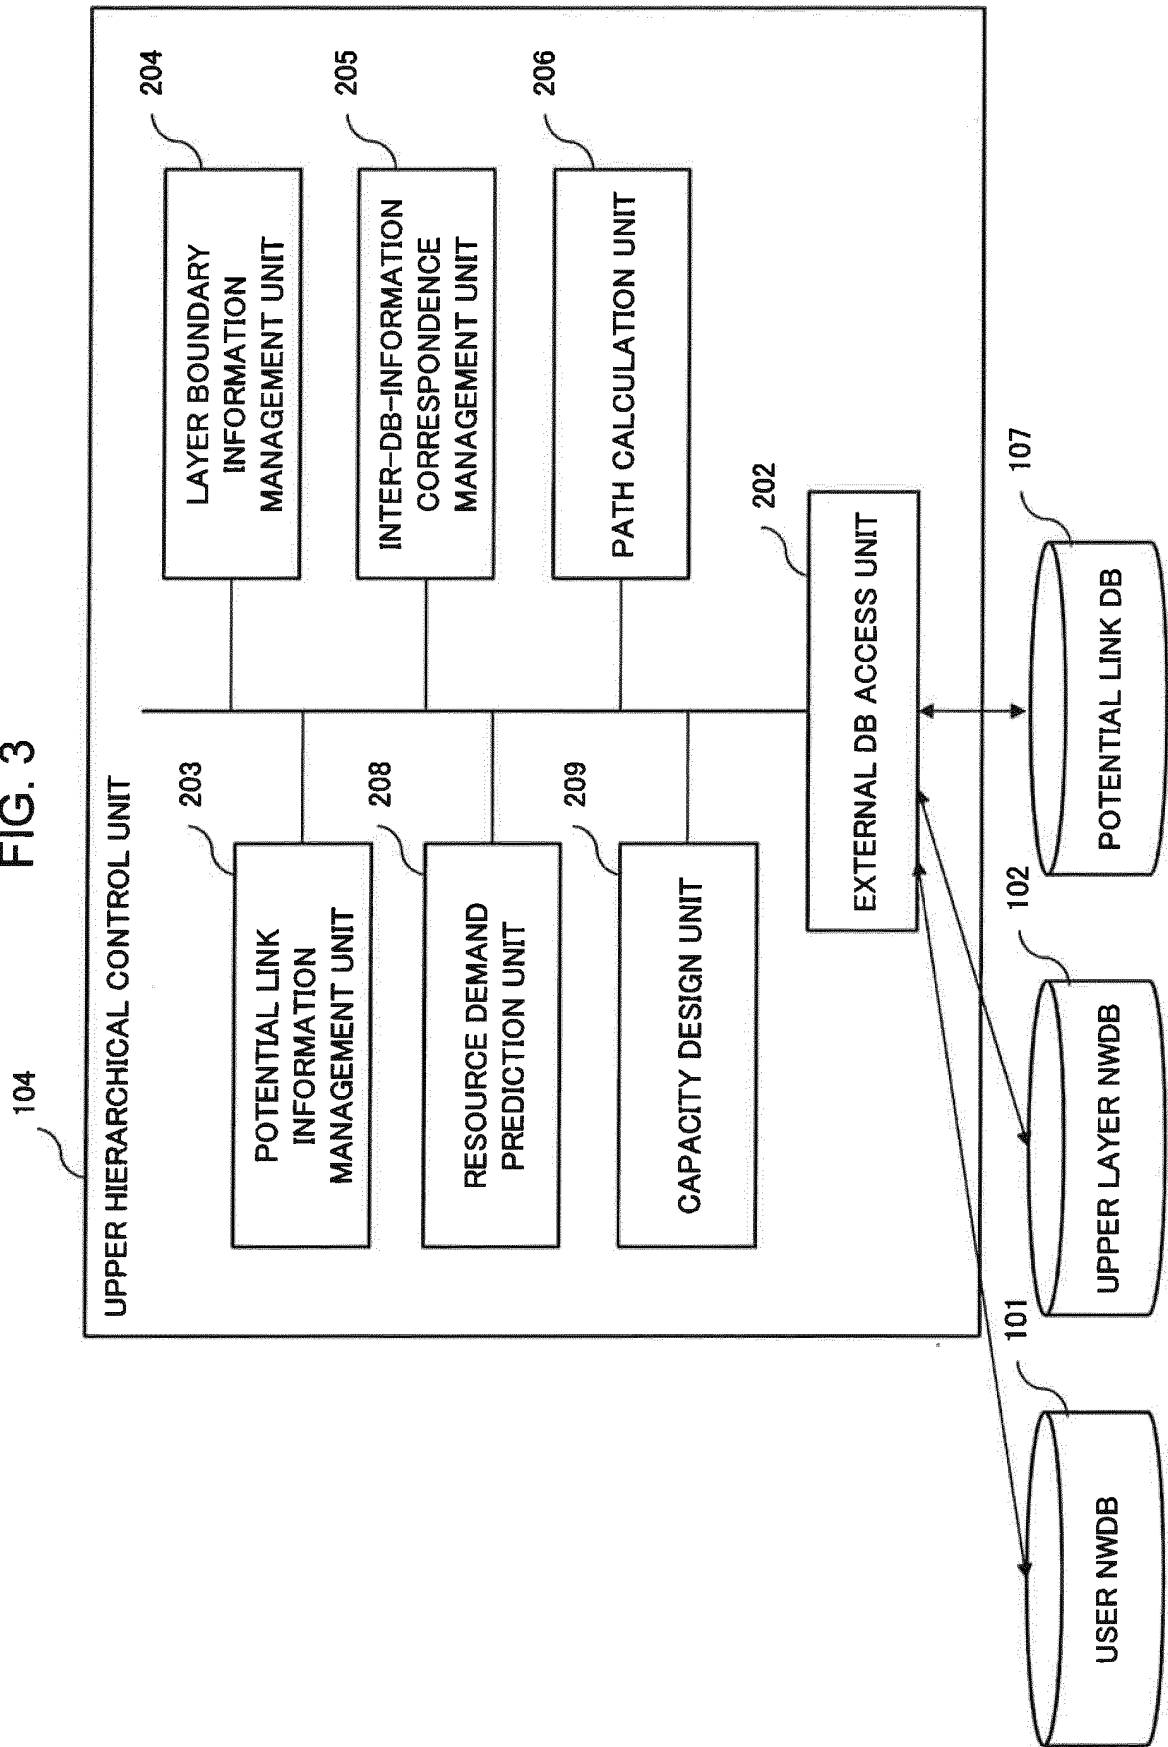 FIG. 3
104
UPPER HIERARCHICAL CONTROL UNIT
203
POTENTIAL LINK
INFORMATION
MANAGEMENT UNIT
204
LAYER BOUNDARY
INFORMATION
MANAGEMENT UNIT
208
RESOURCE DEMAND
PREDICTION UNIT
205
INTER-DB-INFORMATION
CORRESPONDENCE
MANAGEMENT UNIT
209
CAPACITY DESIGN UNIT
206
PATH CALCULATION UNIT
202
EXTERNAL DB ACCESS UNIT
101
USER NWDB
102
UPPER LAYER NWDB
107
POTENTIAL LINK DB